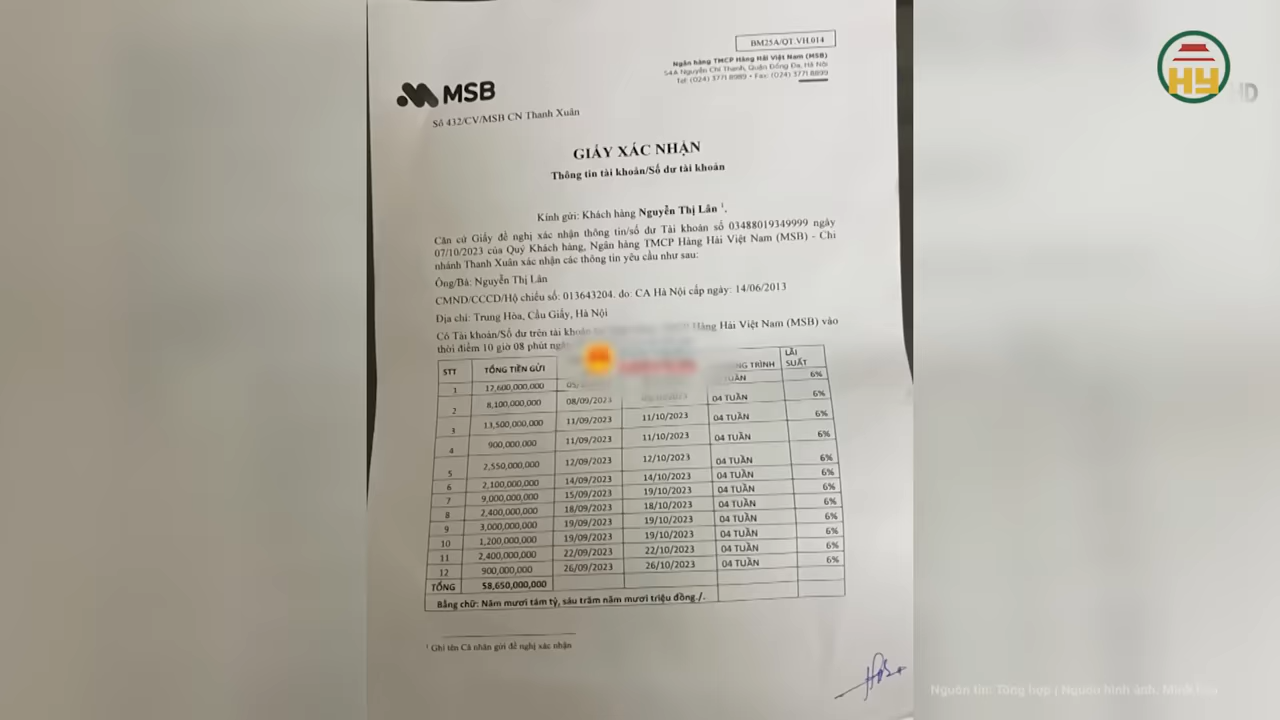 BM25A/QT.VH.014
Ngân hàng TMCP Hàng Hải Việt Nam (MSB)
54A Nguyễn Chí Thanh, Quận Đống Đa, Hà Nội
Tel: (024) 3771 8989 • Fax: (024) 3771 8899
MSB
HY
HD
Số 432/CV/MSB CN Thanh Xuân
GIẤY XÁC NHẬN
Thông tin tài khoản/Số dư tài khoản
Kính gửi: Khách hàng Nguyễn Thị Lân ¹,
Căn cứ Giấy đề nghị xác nhận thông tin/số dư Tài khoản số 03488019349999 ngày
07/10/2023 của Quý Khách hàng, Ngân hàng TMCP Hàng Hải Việt Nam (MSB) - Chi
nhánh Thanh Xuân xác nhận các thông tin yêu cầu như sau:
Ông/Bà: Nguyễn Thị Lân
CMND/CCCD/Hộ chiếu số: 013643204. do: CA Hà Nội cấp ngày: 14/06/2013
Địa chỉ: Trung Hòa, Cầu Giấy, Hà Nội
Có Tài khoản/Số dư trên tài khoản Hàng Hải Việt Nam (MSB) vào
thời điểm 10 giờ 08 phút
STT TỔNG TIỀN GỬI TRÌNH LÃI SUẤT
1 17,600,000,000 TUẦN 6%
2 8,100,000,000 08/09/2023 04 TUẦN 6%
3 13,500,000,000 11/09/2023 11/10/2023 04 TUẦN 6%
4 900,000,000 11/09/2023 11/10/2023 04 TUẦN 6%
5 2,550,000,000 12/09/2023 12/10/2023 04 TUẦN 6%
6 2,100,000,000 14/09/2023 14/10/2023 04 TUẦN 6%
7 9,000,000,000 15/09/2023 19/10/2023 04 TUẦN 6%
8 2,400,000,000 18/09/2023 18/10/2023 04 TUẦN 6%
9 3,000,000,000 19/09/2023 19/10/2023 04 TUẦN 6%
10 1,200,000,000 19/09/2023 19/10/2023 04 TUẦN 6%
11 2,400,000,000 22/09/2023 22/10/2023 04 TUẦN 6%
12 900,000,000 26/09/2023 26/10/2023 04 TUẦN 6%
TỔNG 58,650,000,000
Bằng chữ: Năm mươi tám tỷ, sáu trăm năm mươi triệu đồng./.
¹ Ghi tên Cá nhân gửi đề nghị xác nhận
Nguồn tin: Tổng hợp | Nguồn hình ảnh: Minh họa